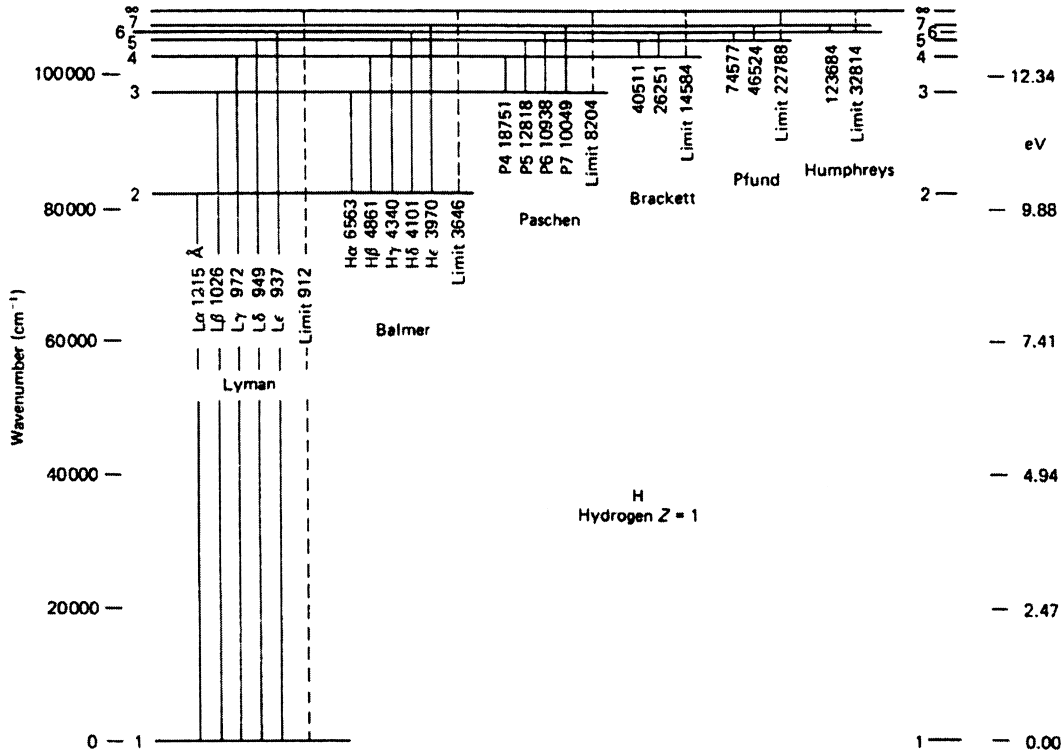 ∞
7
6
5
4
3
2
1
100000
80000
60000
40000
20000
0
Wavenumber (cm⁻¹)
Lα 1215 Å
Lβ 1026
Lγ 972
Lδ 949
Lε 937
Limit 912
Lyman
Hα 6563
Hβ 4861
Hγ 4340
Hδ 4101
Hε 3970
Limit 3646
Balmer
P4 18751
P5 12818
P6 10938
P7 10049
Limit 8204
Paschen
40511
26251
Limit 14584
Brackett
74577
46524
Limit 22788
Pfund
123684
Limit 32814
Humphreys
H
Hydrogen Z = 1
∞
7
6
5
4
3
2
1
12.34
eV
9.88
7.41
4.94
2.47
0.00